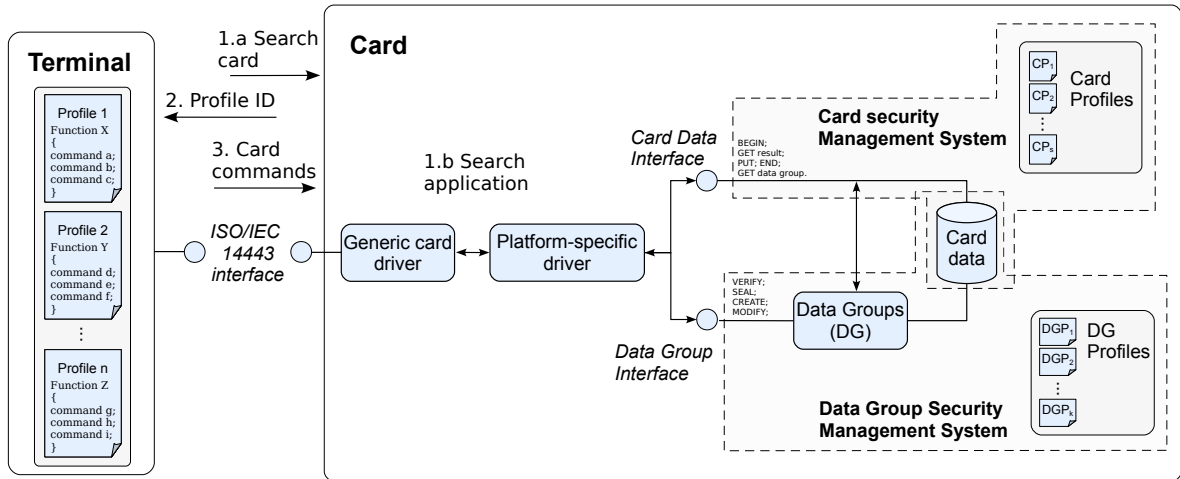 Terminal
Profile 1
Function X
{
command a;
command b;
command c;
}
Profile 2
Function Y
{
command d;
command e;
command f;
}
⋮
Profile n
Function Z
{
command g;
command h;
command i;
}
1.a Search
card
2. Profile ID
3. Card
commands
ISO/IEC
14443
interface
Card
1.b Search
application
Generic card
driver
Platform-specific
driver
Card Data
Interface
BEGIN;
GET result;
PUT; END;
GET data group.
Card security
Management System
CP1
CP2
⋮
CPs
Card
Profiles
Card
data
VERIFY;
SEAL;
CREATE;
MODIFY;
Data Groups
(DG)
Data Group
Interface
DGP1
DGP2
⋮
DGPk
DG
Profiles
Data Group Security
Management System